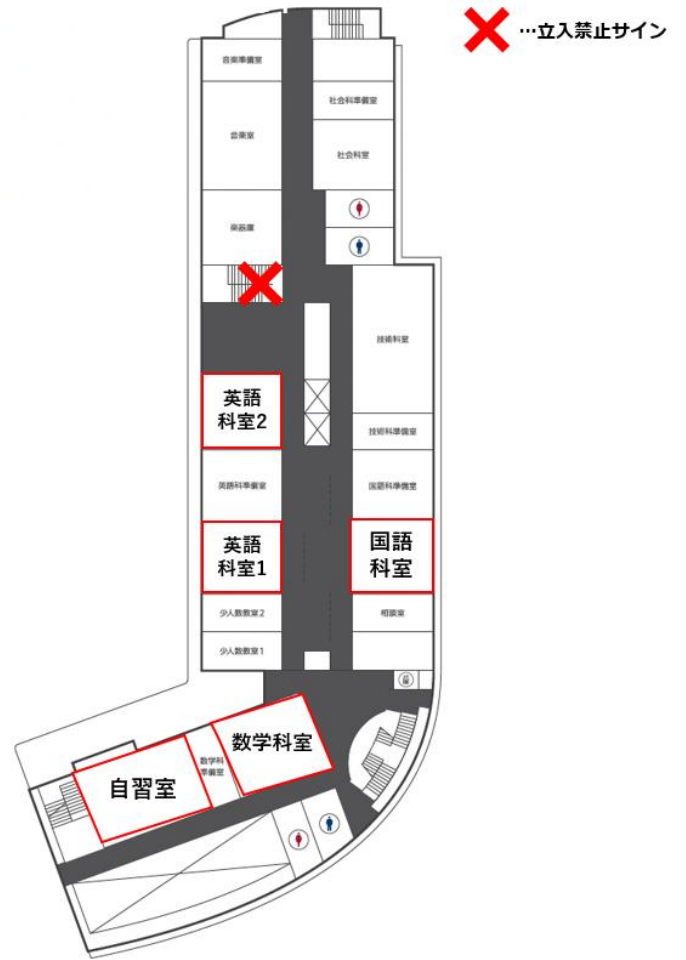 …立入禁止サイン
音楽準備室
社会科準備室
音楽室
社会科室
楽器庫
技術科室
英語
科室2
技術科準備室
英語科準備室
国語科準備室
英語
科室1
国語
科室
少人数教室2
相談室
少人数教室1
数学科室
数学科
準備室
自習室